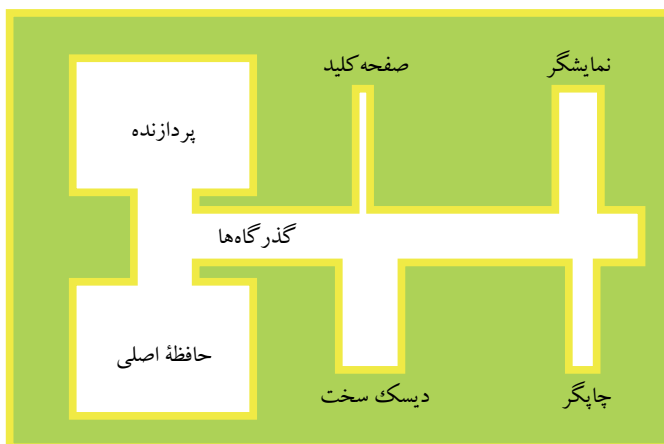 نمایشگر
صفحه کلید
پردازنده
گذرگاه‌ها
حافظهٔ اصلی
دیسک سخت
چاپگر